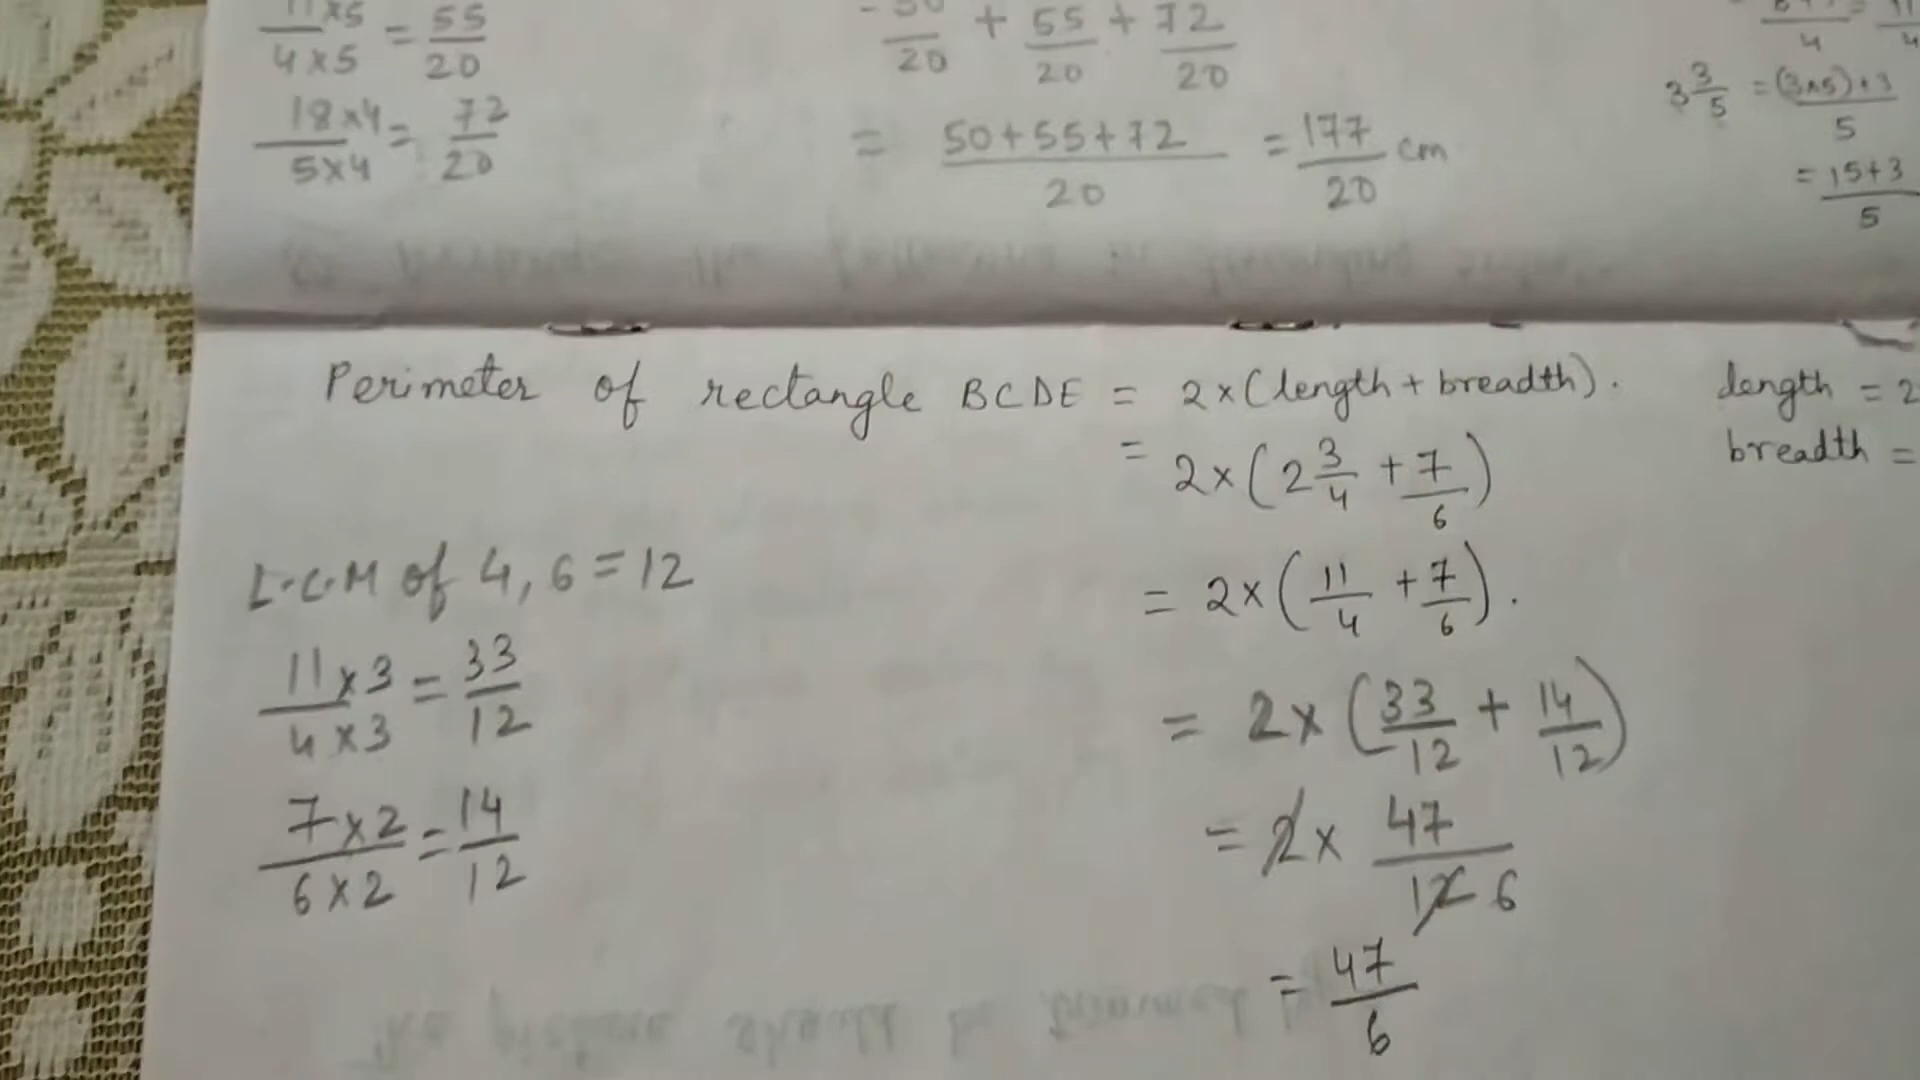 11×5/4×5 = 55/20
50/20 + 55/20 + 72/20
18×4/5×4 = 72/20
= 50+55+72/20 = 177/20 cm
3 3/5 = (3×5)+3/5
= 15+3/5
Perimeter of rectangle BCDE = 2×(length + breadth).
length = 2
breadth =
= 2×(2 3/4 + 7/6)
L.C.M of 4, 6 = 12
= 2×(11/4 + 7/6).
11×3/4×3 = 33/12
= 2×(33/12 + 14/12)
7×2/6×2 = 14/12
= 2× 47/12 6
= 47/6